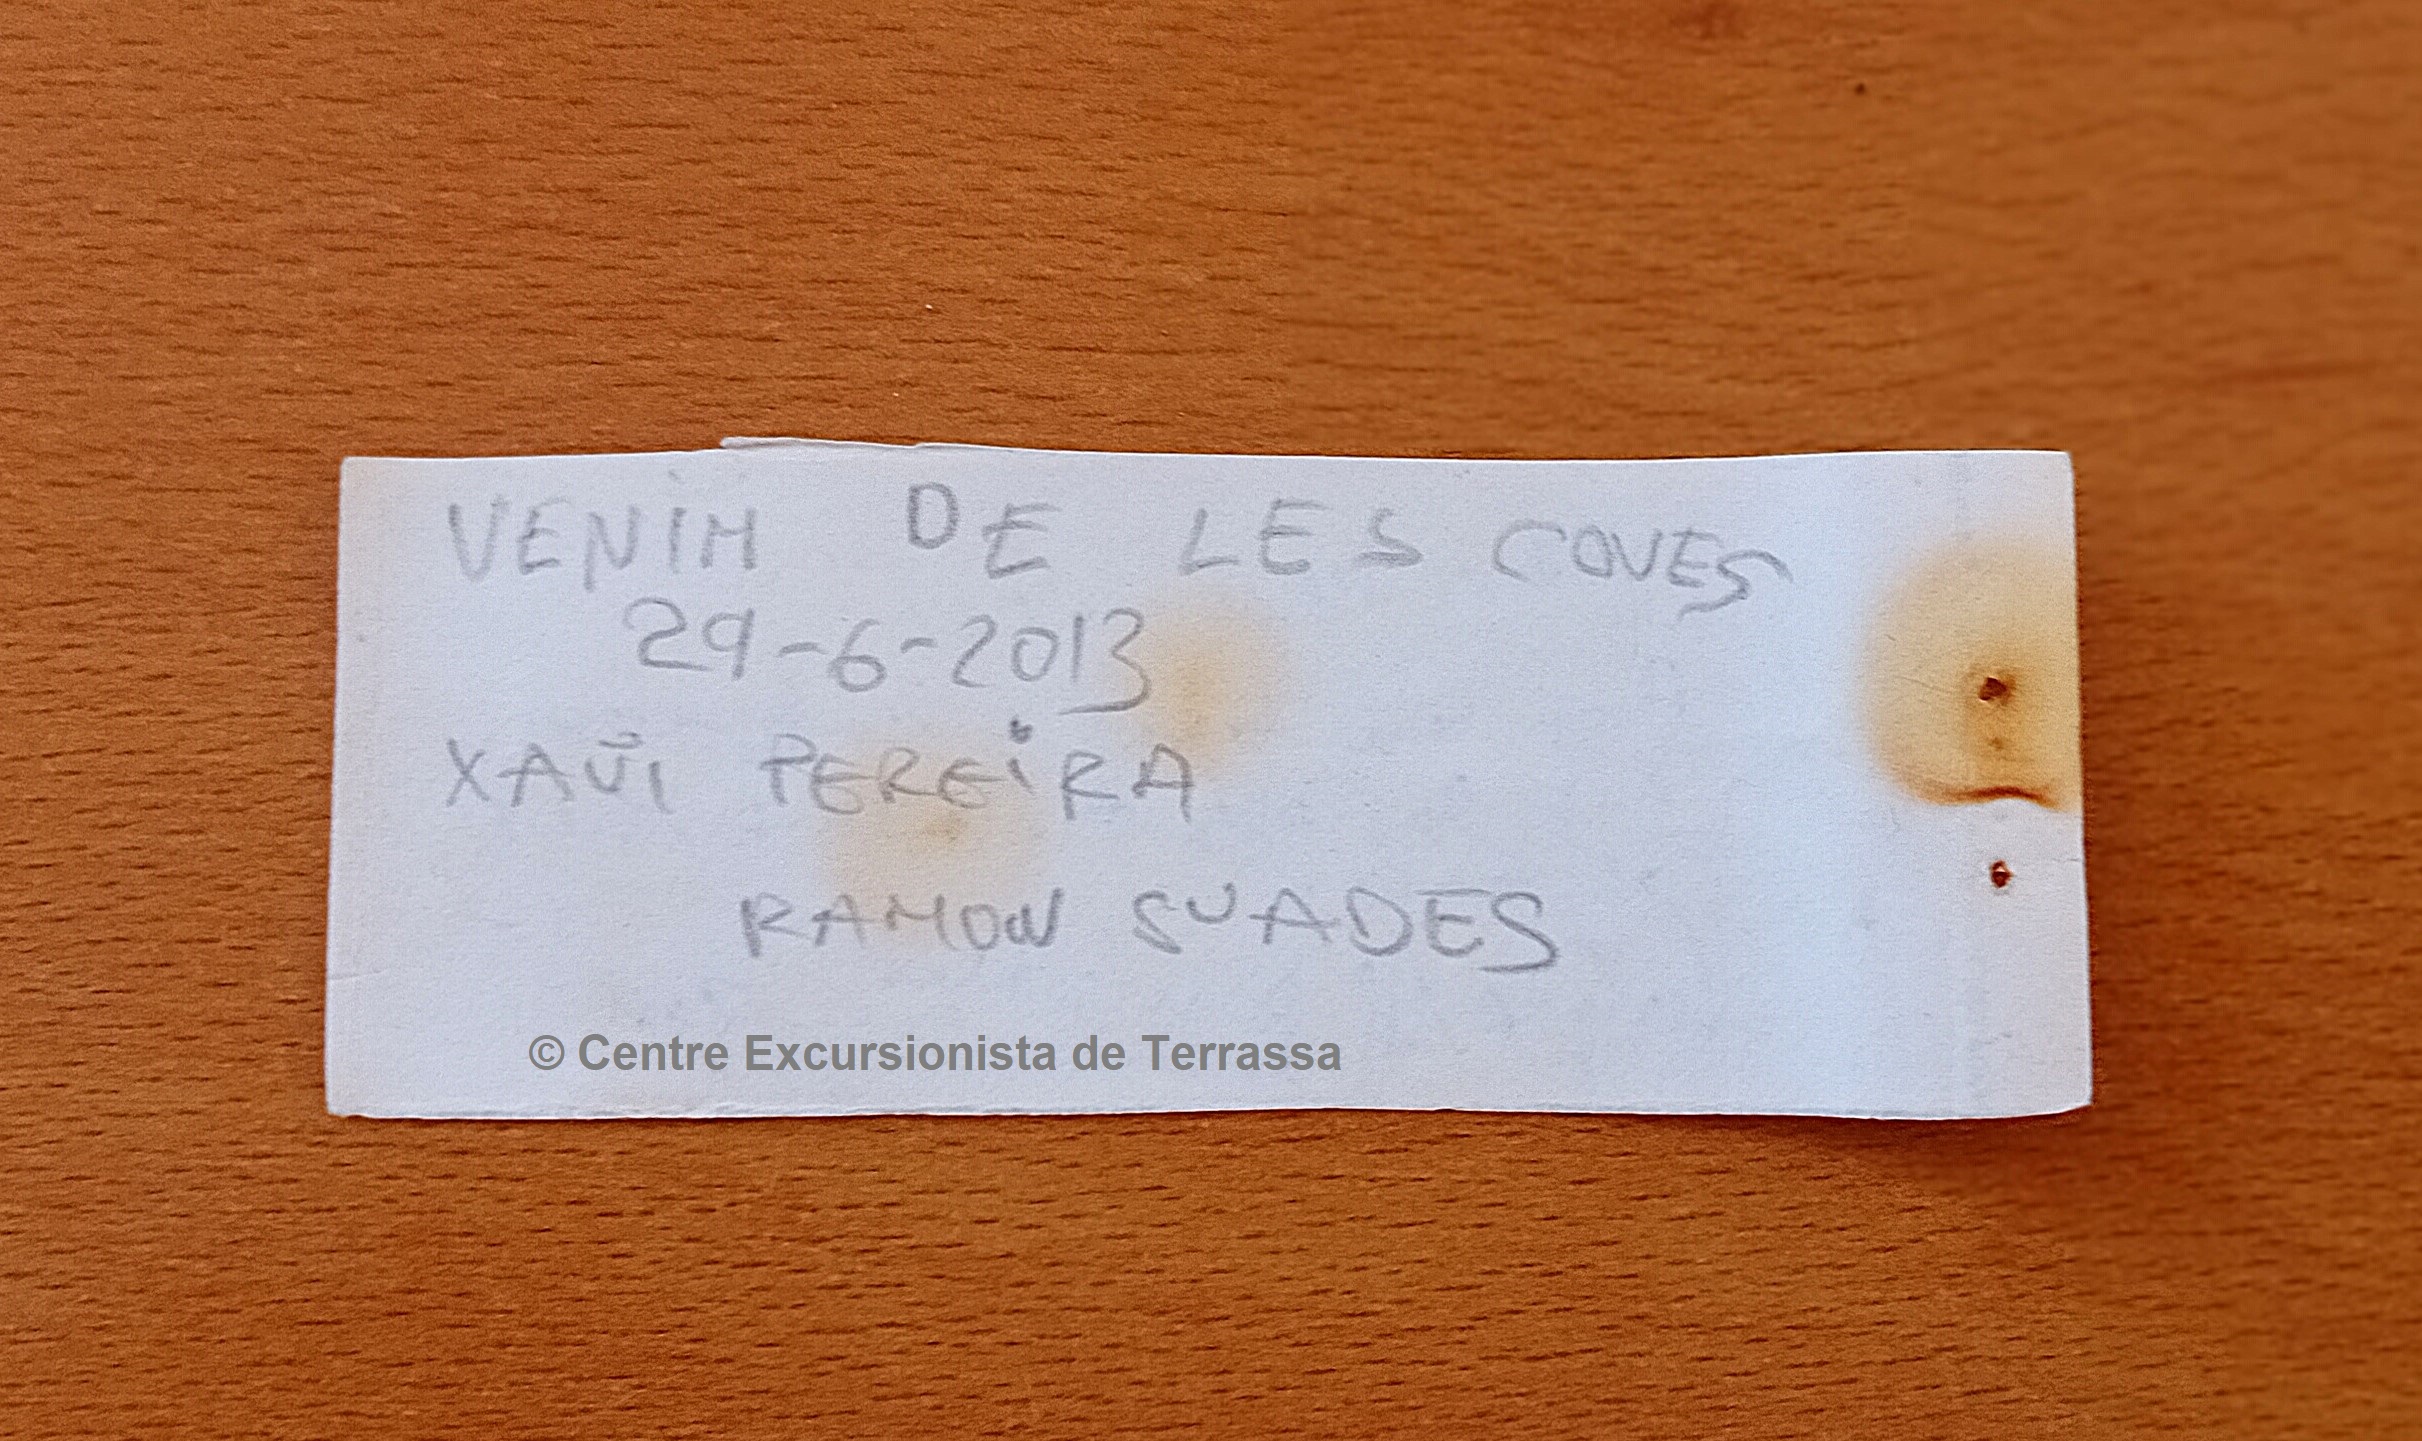 VENIM DE LES COVES
29-6-2013
XAVI PEREIRA
RAMON SUADES
© Centre Excursionista de Terrassa